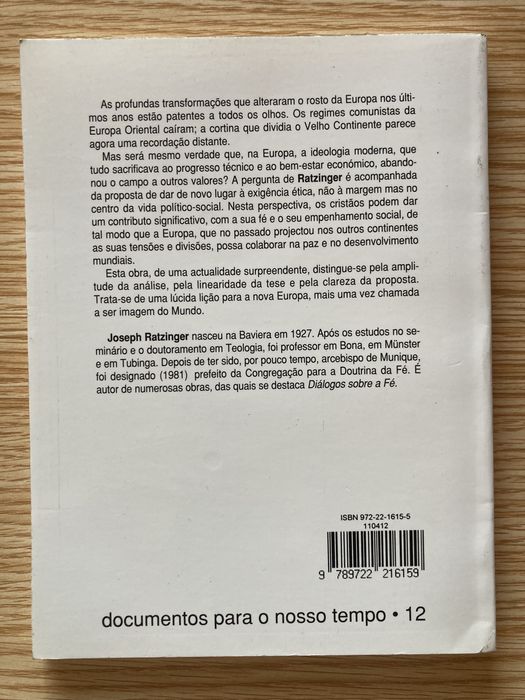 As profundas transformações que alteraram o rosto da Europa nos últi-
mos anos estão patentes a todos os olhos. Os regimes comunistas da
Europa Oriental caíram; a cortina que dividia o Velho Continente parece
agora uma recordação distante.
Mas será mesmo verdade que, na Europa, a ideologia moderna, que
tudo sacrificava ao progresso técnico e ao bem-estar económico, abando-
nou o campo a outros valores? A pergunta de Ratzinger é acompanhada
da proposta de dar de novo lugar à exigência ética, não à margem mas no
centro da vida político-social. Nesta perspectiva, os cristãos podem dar
um contributo significativo, com a sua fé e o seu empenhamento social, de
tal modo que a Europa, que no passado projectou nos outros continentes
as suas tensões e divisões, possa colaborar na paz e no desenvolvimento
mundiais.
Esta obra, de uma actualidade surpreendente, distingue-se pela ampli-
tude da análise, pela linearidade da tese e pela clareza da proposta.
Trata-se de uma lúcida lição para a nova Europa, mais uma vez chamada
a ser imagem do Mundo.
Joseph Ratzinger nasceu na Baviera em 1927. Após os estudos no se-
minário e o doutoramento em Teologia, foi professor em Bona, em Münster
e em Tubinga. Depois de ter sido, por pouco tempo, arcebispo de Munique,
foi designado (1981) prefeito da Congregação para a Doutrina da Fé. É
autor de numerosas obras, das quais se destaca Diálogos sobre a Fé.
ISBN 972-22-1615-5
110412
9 789722 216159
documentos para o nosso tempo • 12